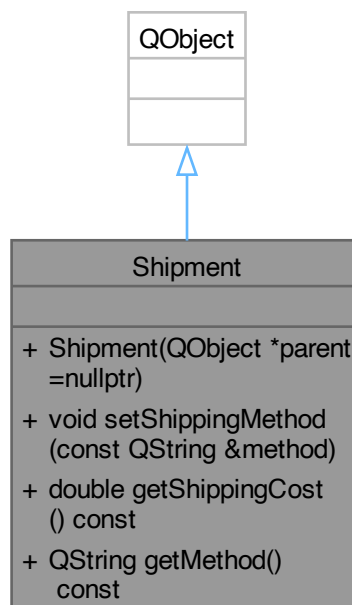 QObject
Shipment
+ Shipment(QObject *parent
=nullptr)
+ void setShippingMethod
(const QString &method)
+ double getShippingCost
() const
+ QString getMethod()
const